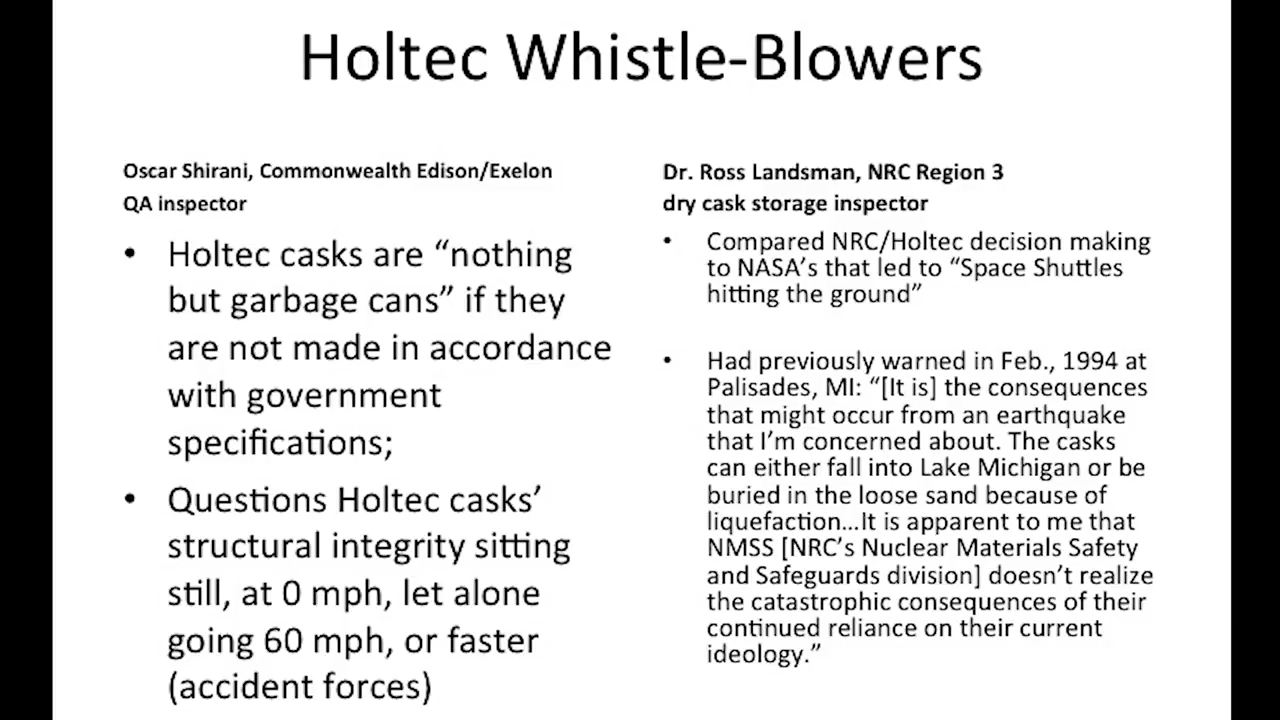 Holtec Whistle-Blowers
Oscar Shirani, Commonwealth Edison/Exelon
QA inspector
• Holtec casks are “nothing
but garbage cans” if they
are not made in accordance
with government
specifications;
• Questions Holtec casks’
structural integrity sitting
still, at 0 mph, let alone
going 60 mph, or faster
(accident forces)
Dr. Ross Landsman, NRC Region 3
dry cask storage inspector
• Compared NRC/Holtec decision making
to NASA’s that led to “Space Shuttles
hitting the ground”
• Had previously warned in Feb., 1994 at
Palisades, MI: “[It is] the consequences
that might occur from an earthquake
that I’m concerned about. The casks
can either fall into Lake Michigan or be
buried in the loose sand because of
liquefaction…It is apparent to me that
NMSS [NRC’s Nuclear Materials Safety
and Safeguards division] doesn’t realize
the catastrophic consequences of their
continued reliance on their current
ideology.”